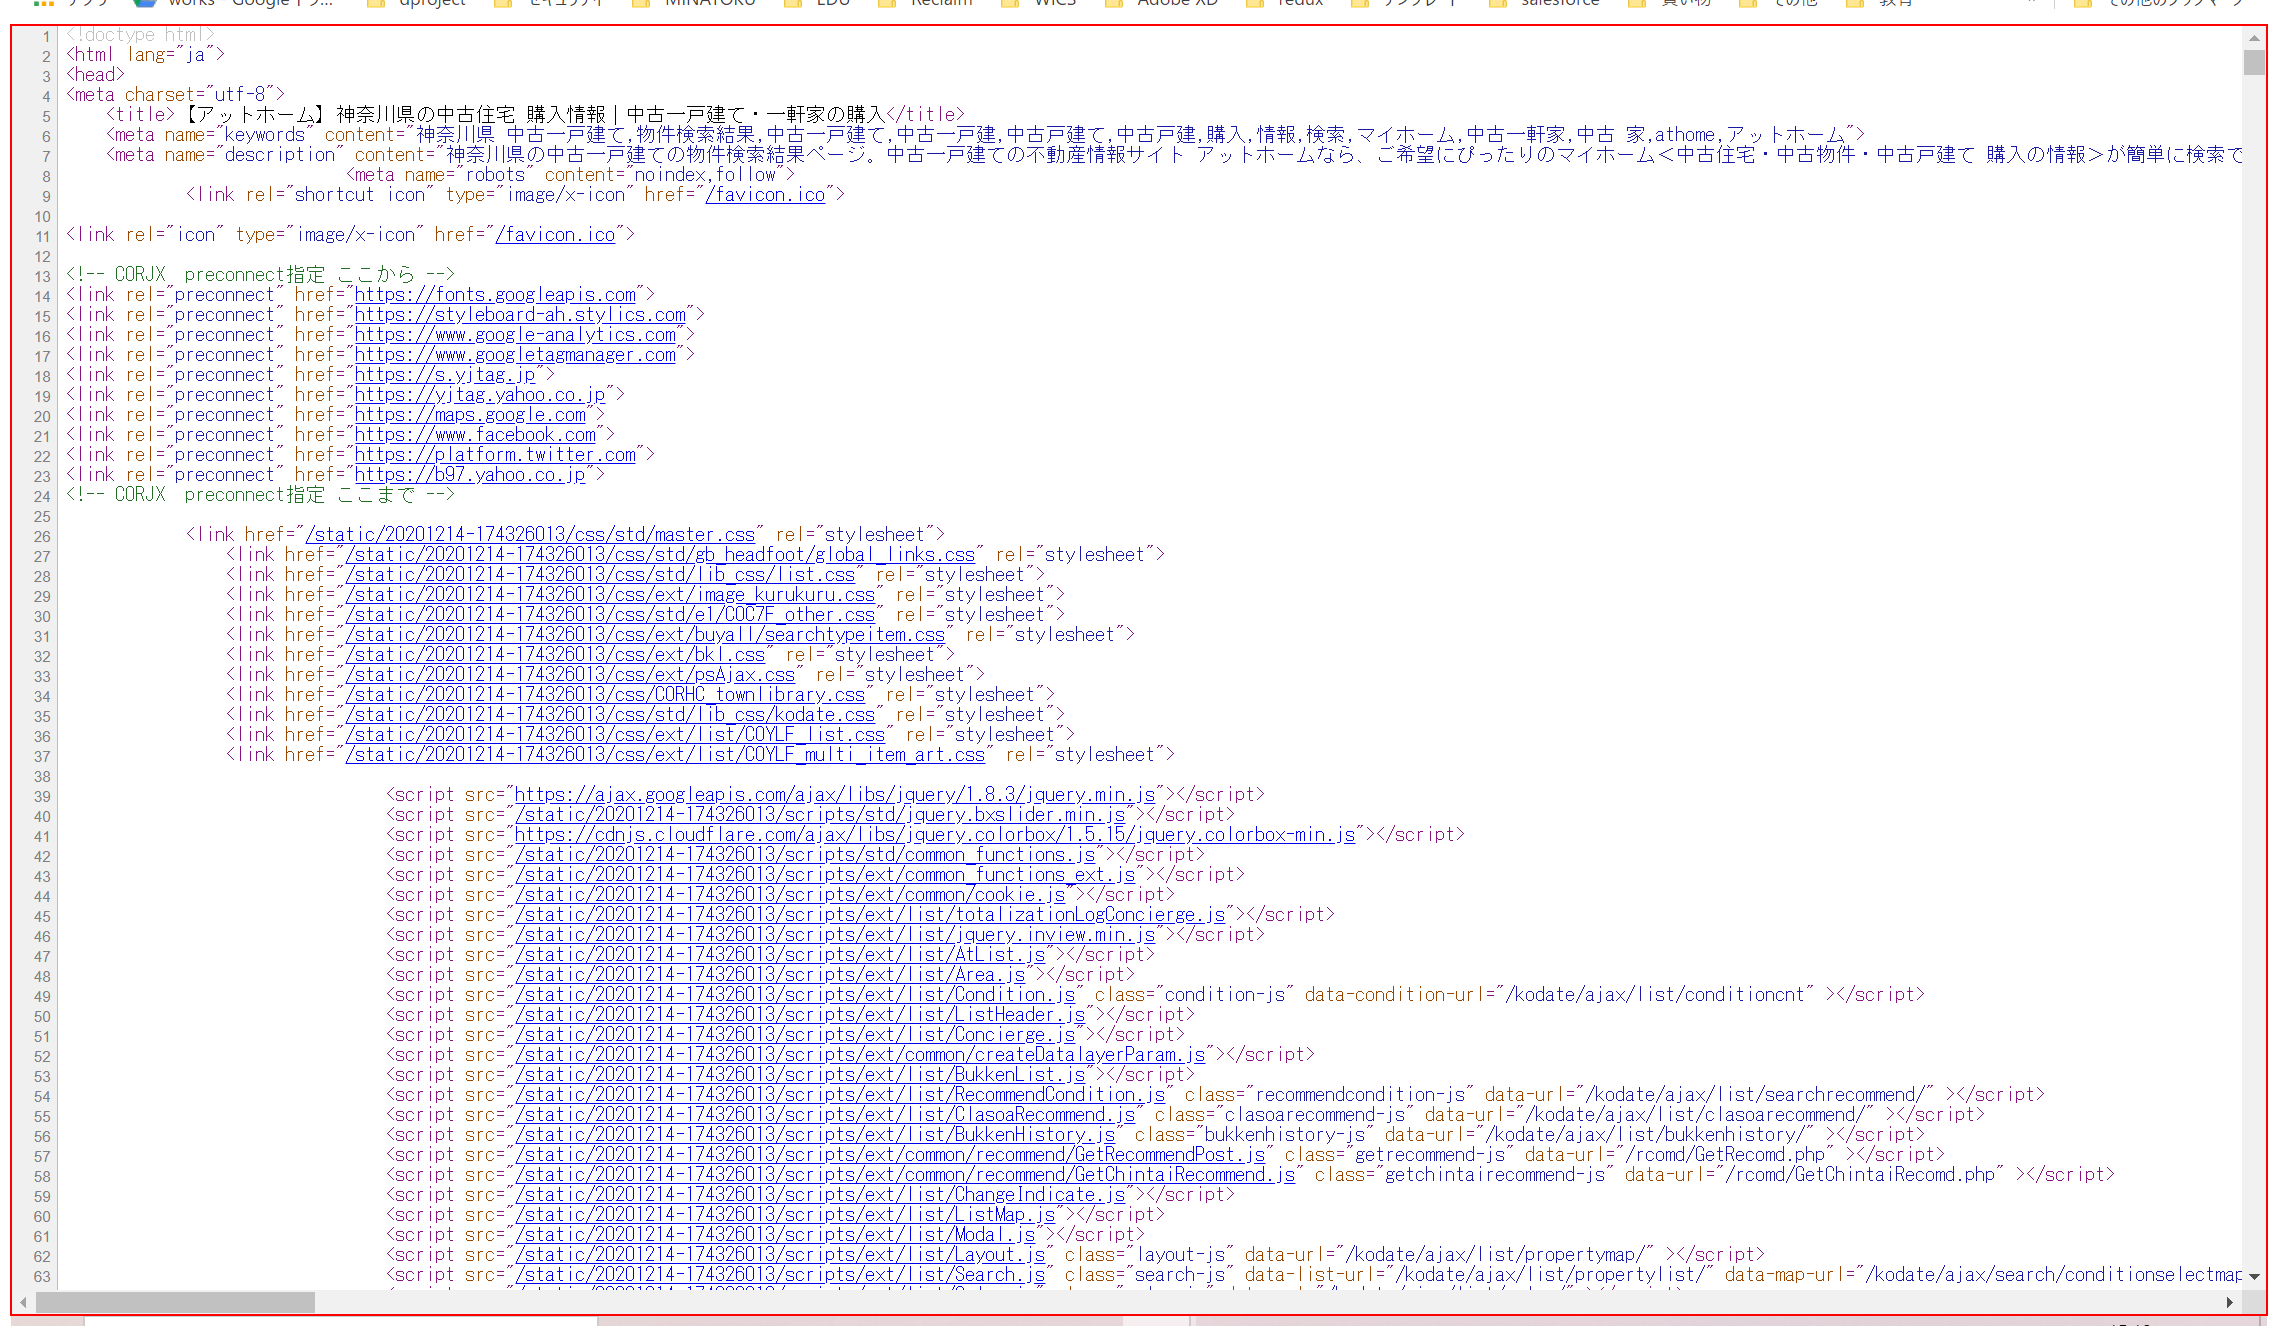 works - Google ドラ...
dproject
セキュリティ
MINATOKU
EDU
Reclaim
WICS
Adobe XD
redux
テンプレート
salesforce
買い物
その他
教育
その他のブックマーク
1 <!doctype html>
2 <html lang="ja">
3 <head>
4 <meta charset="utf-8">
5 <title>【アットホーム】神奈川県の中古住宅 購入情報｜中古一戸建て・一軒家の購入</title>
6 <meta name="keywords" content="神奈川県 中古一戸建て,物件検索結果,中古一戸建て,中古一戸建,中古戸建て,中古戸建,購入,情報,検索,マイホーム,中古一軒家,中古 家,athome,アットホーム">
7 <meta name="description" content="神奈川県の中古一戸建ての物件検索結果ページ。中古一戸建ての不動産情報サイト アットホームなら、ご希望にぴったりのマイホーム＜中古住宅・中古物件・中古戸建て 購入の情報＞が簡単に検索で
8 <meta name="robots" content="noindex,follow">
9 <link rel="shortcut icon" type="image/x-icon" href="/favicon.ico">
10
11 <link rel="icon" type="image/x-icon" href="/favicon.ico">
12
13 <!-- CORJX　preconnect指定 ここから -->
14 <link rel="preconnect" href="https://fonts.googleapis.com">
15 <link rel="preconnect" href="https://styleboard-ah.stylics.com">
16 <link rel="preconnect" href="https://www.google-analytics.com">
17 <link rel="preconnect" href="https://www.googletagmanager.com">
18 <link rel="preconnect" href="https://s.yjtag.jp">
19 <link rel="preconnect" href="https://yjtag.yahoo.co.jp">
20 <link rel="preconnect" href="https://maps.google.com">
21 <link rel="preconnect" href="https://www.facebook.com">
22 <link rel="preconnect" href="https://platform.twitter.com">
23 <link rel="preconnect" href="https://b97.yahoo.co.jp">
24 <!-- CORJX　preconnect指定 ここまで -->
25
26 <link href="/static/20201214-174326013/css/std/master.css" rel="stylesheet">
27 <link href="/static/20201214-174326013/css/std/gb_headfoot/global_links.css" rel="stylesheet">
28 <link href="/static/20201214-174326013/css/std/lib_css/list.css" rel="stylesheet">
29 <link href="/static/20201214-174326013/css/ext/image_kurukuru.css" rel="stylesheet">
30 <link href="/static/20201214-174326013/css/std/e1/COC7F_other.css" rel="stylesheet">
31 <link href="/static/20201214-174326013/css/ext/buyall/searchtypeitem.css" rel="stylesheet">
32 <link href="/static/20201214-174326013/css/ext/bkl.css" rel="stylesheet">
33 <link href="/static/20201214-174326013/css/ext/psAjax.css" rel="stylesheet">
34 <link href="/static/20201214-174326013/css/CORHC_townlibrary.css" rel="stylesheet">
35 <link href="/static/20201214-174326013/css/std/lib_css/kodate.css" rel="stylesheet">
36 <link href="/static/20201214-174326013/css/ext/list/COYLF_list.css" rel="stylesheet">
37 <link href="/static/20201214-174326013/css/ext/list/COYLF_multi_item_art.css" rel="stylesheet">
38
39 <script src="https://ajax.googleapis.com/ajax/libs/jquery/1.8.3/jquery.min.js"></script>
40 <script src="/static/20201214-174326013/scripts/std/jquery.bxslider.min.js"></script>
41 <script src="https://cdnjs.cloudflare.com/ajax/libs/jquery.colorbox/1.5.15/jquery.colorbox-min.js"></script>
42 <script src="/static/20201214-174326013/scripts/std/common_functions.js"></script>
43 <script src="/static/20201214-174326013/scripts/ext/common_functions_ext.js"></script>
44 <script src="/static/20201214-174326013/scripts/ext/common/cookie.js"></script>
45 <script src="/static/20201214-174326013/scripts/ext/list/totalizationLogConcierge.js"></script>
46 <script src="/static/20201214-174326013/scripts/ext/list/jquery.inview.min.js"></script>
47 <script src="/static/20201214-174326013/scripts/ext/list/AtList.js"></script>
48 <script src="/static/20201214-174326013/scripts/ext/list/Area.js"></script>
49 <script src="/static/20201214-174326013/scripts/ext/list/Condition.js" class="condition-js" data-condition-url="/kodate/ajax/list/conditioncnt" ></script>
50 <script src="/static/20201214-174326013/scripts/ext/list/ListHeader.js"></script>
51 <script src="/static/20201214-174326013/scripts/ext/list/Concierge.js"></script>
52 <script src="/static/20201214-174326013/scripts/ext/common/createDatalayerParam.js"></script>
53 <script src="/static/20201214-174326013/scripts/ext/list/BukkenList.js"></script>
54 <script src="/static/20201214-174326013/scripts/ext/list/RecommendCondition.js" class="recommendcondition-js" data-url="/kodate/ajax/list/searchrecomend/" ></script>
55 <script src="/static/20201214-174326013/scripts/ext/list/ClasoaRecommend.js" class="clasoarecommend-js" data-url="/kodate/ajax/list/clasoarecommend/" ></script>
56 <script src="/static/20201214-174326013/scripts/ext/list/BukkenHistory.js" class="bukkenhistory-js" data-url="/kodate/ajax/list/bukkenhistory/" ></script>
57 <script src="/static/20201214-174326013/scripts/ext/common/recommend/GetRecommendPost.js" class="getrecommend-js" data-url="/rcomd/GetRecomd.php" ></script>
58 <script src="/static/20201214-174326013/scripts/ext/common/recommend/GetChintaiRecommend.js" class="getchintairecommend-js" data-url="/rcomd/GetChintaiRecomd.php" ></script>
59 <script src="/static/20201214-174326013/scripts/ext/list/ChangeIndicate.js"></script>
60 <script src="/static/20201214-174326013/scripts/ext/list/ListMap.js"></script>
61 <script src="/static/20201214-174326013/scripts/ext/list/Modal.js"></script>
62 <script src="/static/20201214-174326013/scripts/ext/list/Layout.js" class="layout-js" data-url="/kodate/ajax/list/propertymap/" ></script>
63 <script src="/static/20201214-174326013/scripts/ext/list/Search.js" class="search-js" data-list-url="/kodate/ajax/list/propertylist/" data-map-url="/kodate/ajax/search/conditionselectmap